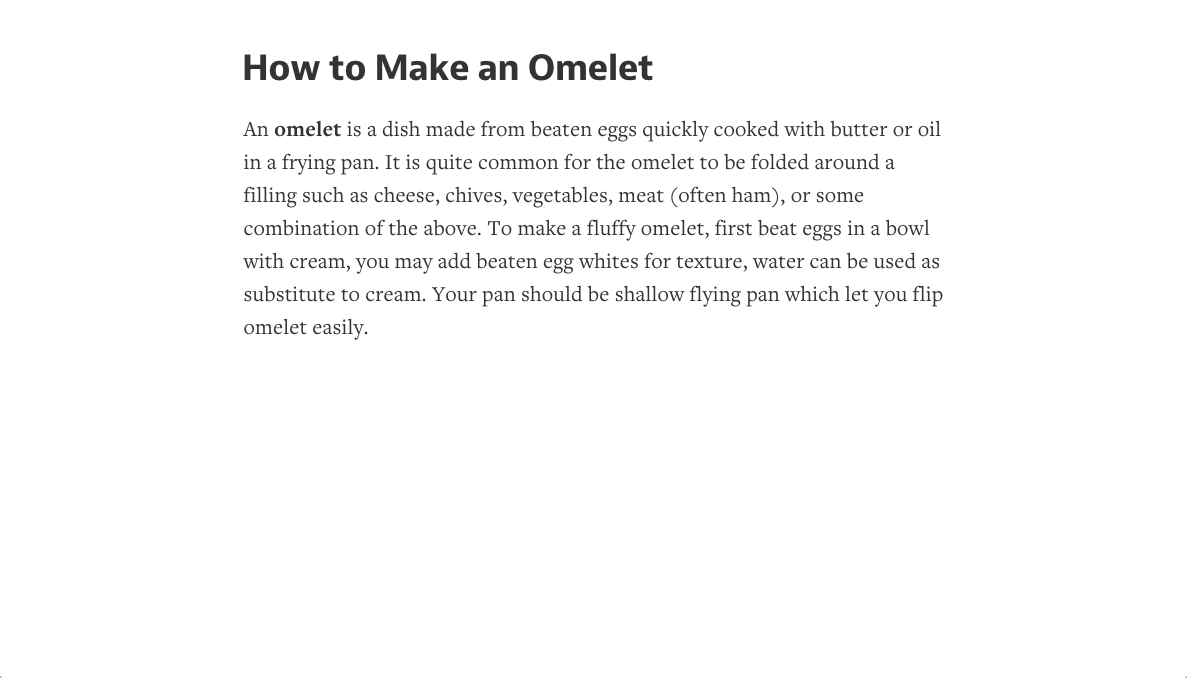 How to Make an Omelet
An omelet is a dish made from beaten eggs quickly cooked with butter or oil
in a frying pan. It is quite common for the omelet to be folded around a
filling such as cheese, chives, vegetables, meat (often ham), or some
combination of the above. To make a fluffy omelet, first beat eggs in a bowl
with cream, you may add beaten egg whites for texture, water can be used as
substitute to cream. Your pan should be shallow flying pan which let you flip
omelet easily.